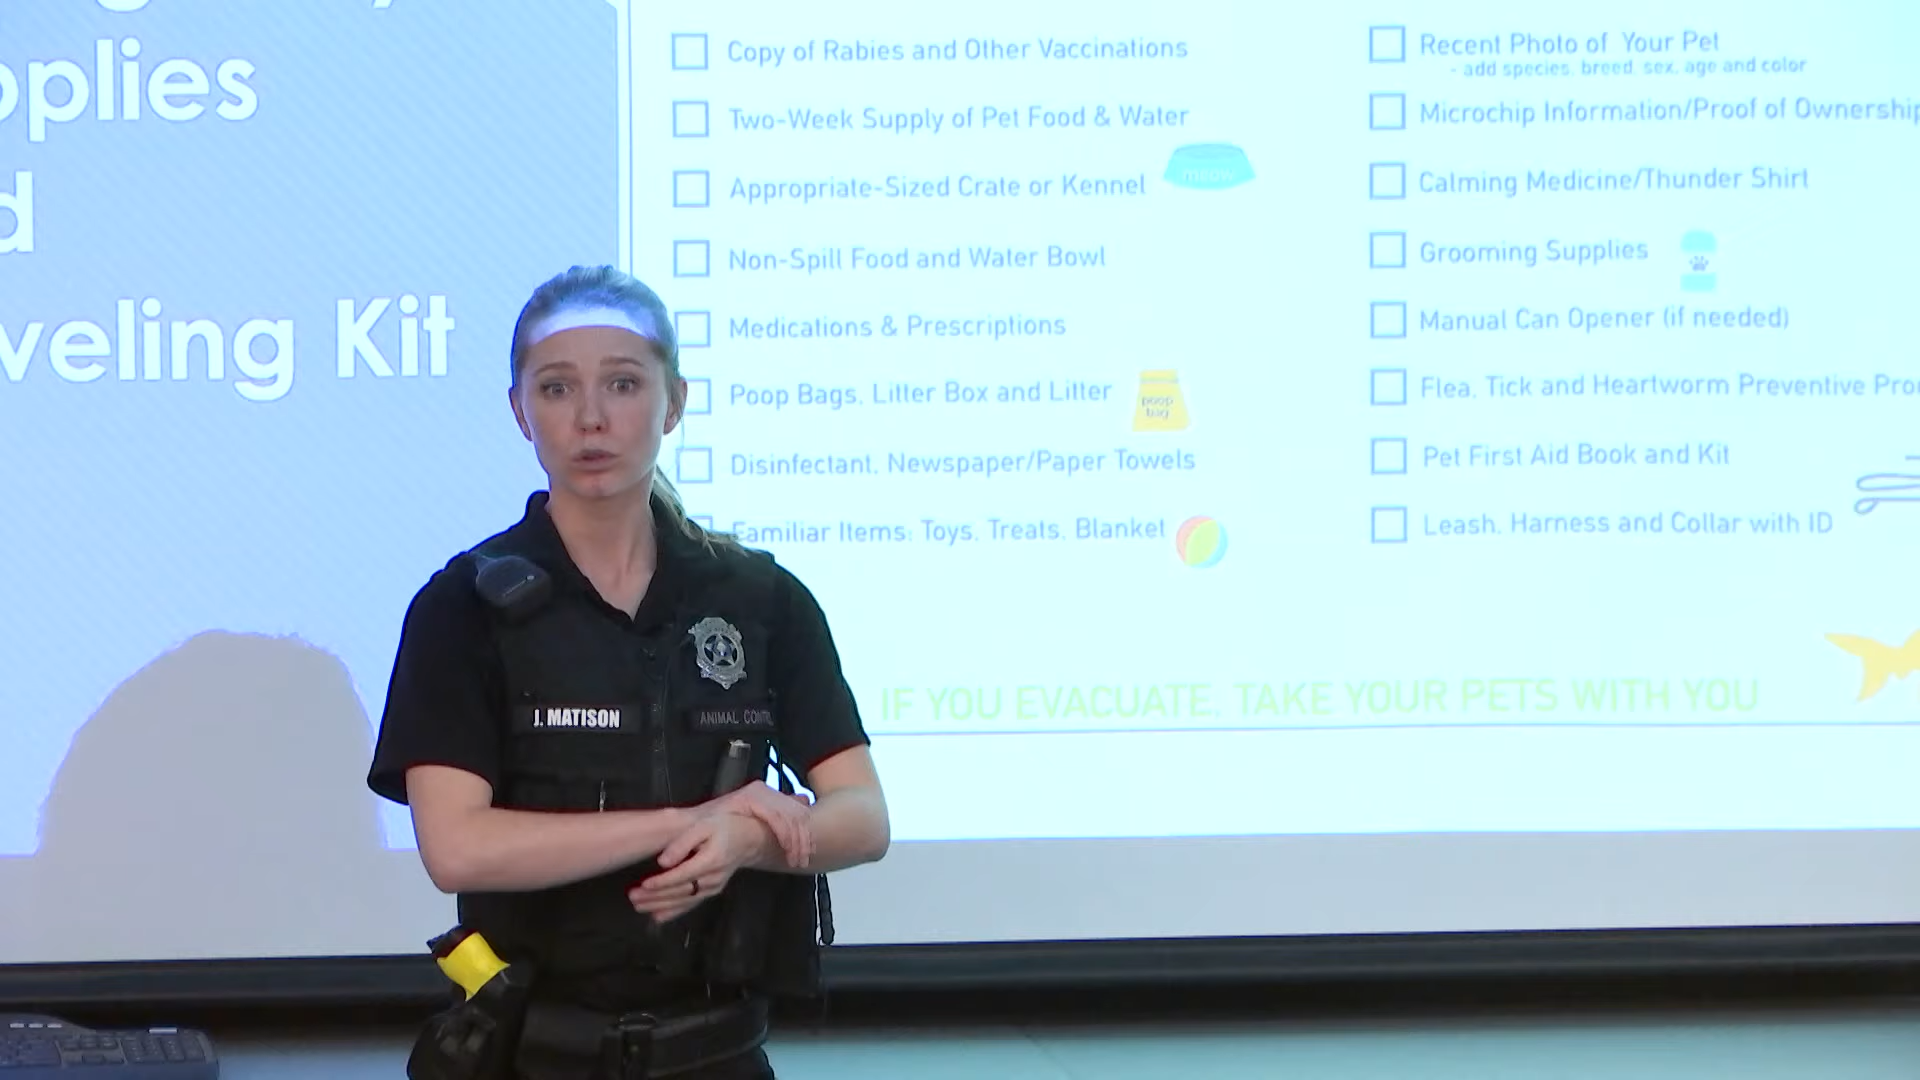 pplies
d
veling Kit
Copy of Rabies and Other Vaccinations
Two-Week Supply of Pet Food & Water
Appropriate-Sized Crate or Kennel
meow
Non-Spill Food and Water Bowl
Medications & Prescriptions
Poop Bags, Litter Box and Litter
poop
bag
Disinfectant, Newspaper/Paper Towels
Familiar Items: Toys, Treats, Blanket
Recent Photo of Your Pet
- add species, breed, sex, age and color
Microchip Information/Proof of Ownership
Calming Medicine/Thunder Shirt
Grooming Supplies
Manual Can Opener (if needed)
Flea, Tick and Heartworm Preventive Pro
Pet First Aid Book and Kit
Leash, Harness and Collar with ID
IF YOU EVACUATE, TAKE YOUR PETS WITH YOU
J. MATISON
ANIMAL CONTROL